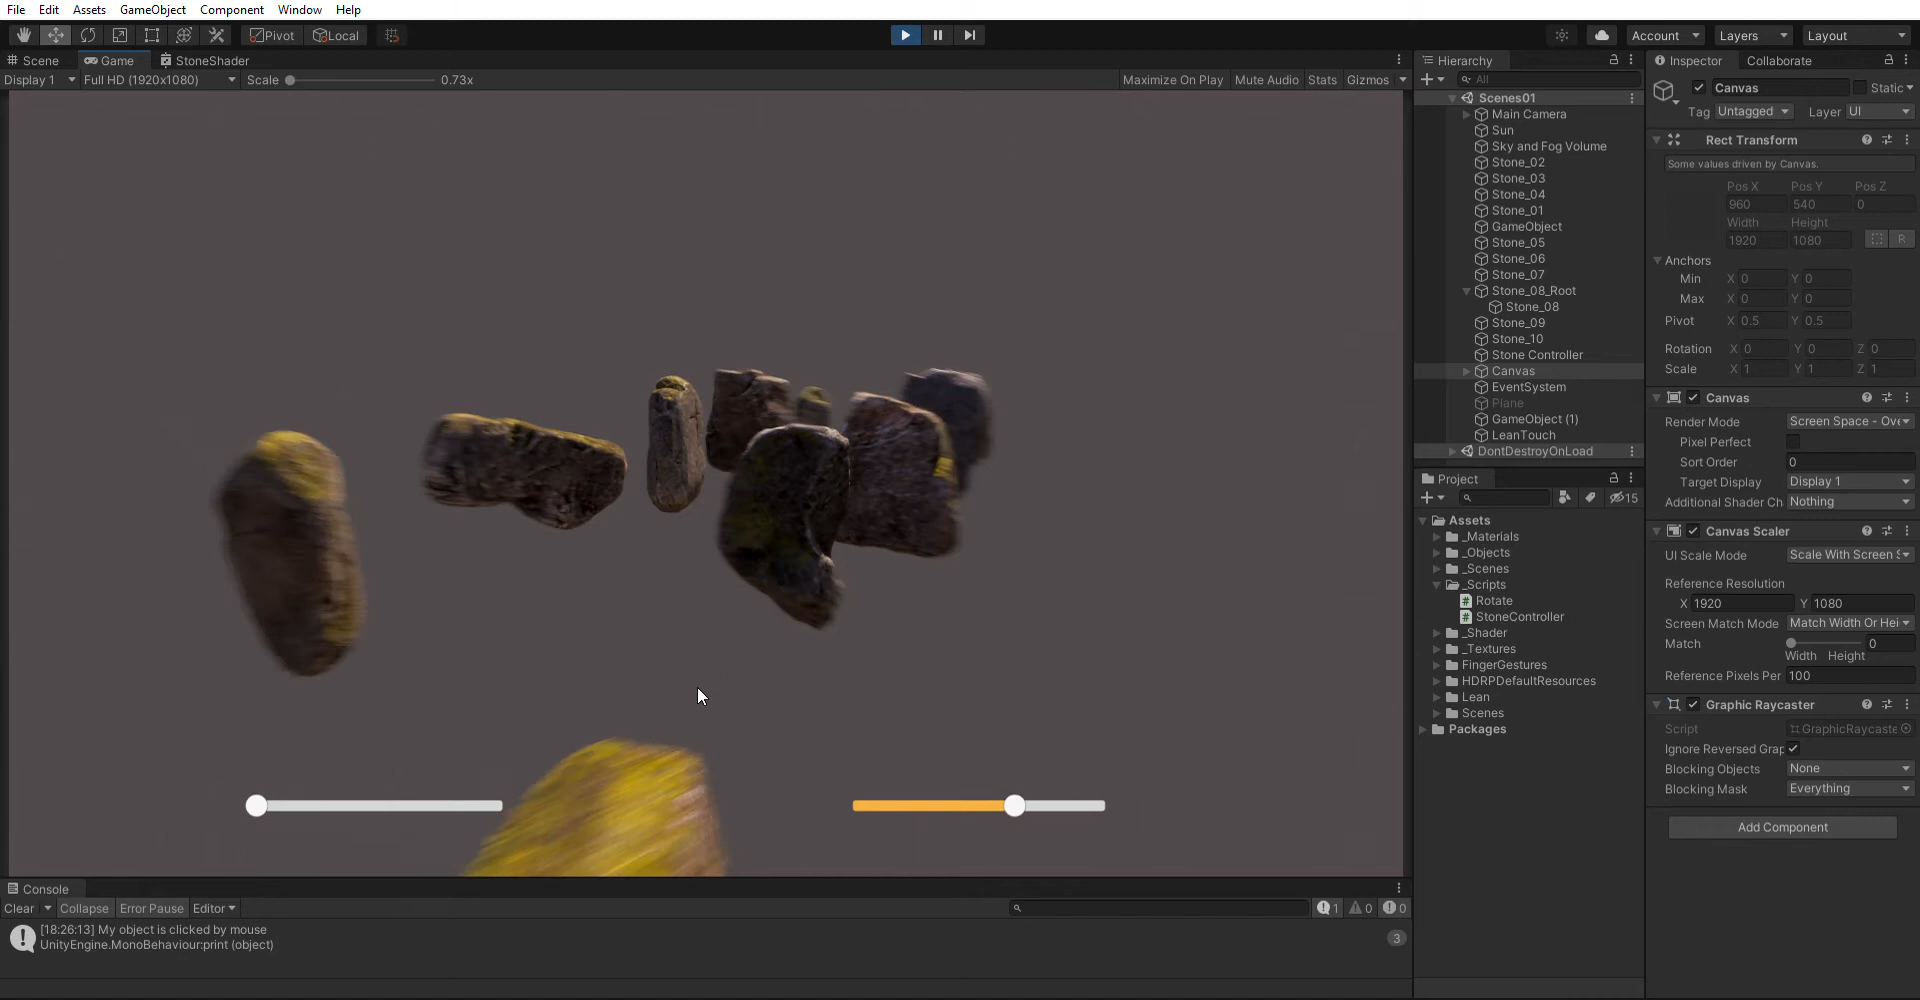 File Edit Assets GameObject Component Window Help
Pivot Local Account Layers Layout
Scene Game StoneShader
Display 1 Full HD (1920x1080) Scale 0.73x Maximize On Play Mute Audio Stats Gizmos
Hierarchy
All
Scenes01
Main Camera
Sun
Sky and Fog Volume
Stone_02
Stone_03
Stone_04
Stone_01
GameObject
Stone_05
Stone_06
Stone_07
Stone_08_Root
Stone_08
Stone_09
Stone_10
Stone Controller
Canvas
EventSystem
Plane
GameObject (1)
LeanTouch
DontDestroyOnLoad
Project
15
Assets
_Materials
_Objects
_Scenes
_Scripts
Rotate
StoneController
_Shader
_Textures
FingerGestures
HDRPDefaultResources
Lean
Scenes
Packages
Inspector Collaborate
Canvas Static
Tag Untagged Layer UI
Rect Transform
Some values driven by Canvas.
Pos X Pos Y Pos Z
960 540 0
Width Height
1920 1080 R
Anchors
Min X 0 Y 0
Max X 0 Y 0
Pivot X 0.5 Y 0.5
Rotation X 0 Y 0 Z 0
Scale X 1 Y 1 Z 1
Canvas
Render Mode Screen Space - Ove
Pixel Perfect
Sort Order 0
Target Display Display 1
Additional Shader Ch Nothing
Canvas Scaler
UI Scale Mode Scale With Screen S
Reference Resolution
X 1920 Y 1080
Screen Match Mode Match Width Or Hei
Match 0
Width Height
Reference Pixels Per 100
Graphic Raycaster
Script GraphicRaycaste
Ignore Reversed Grap
Blocking Objects None
Blocking Mask Everything
Add Component
Console
Clear Collapse Error Pause Editor 1 0 0
[18:26:13] My object is clicked by mouse
UnityEngine.MonoBehaviour:print (object)
3